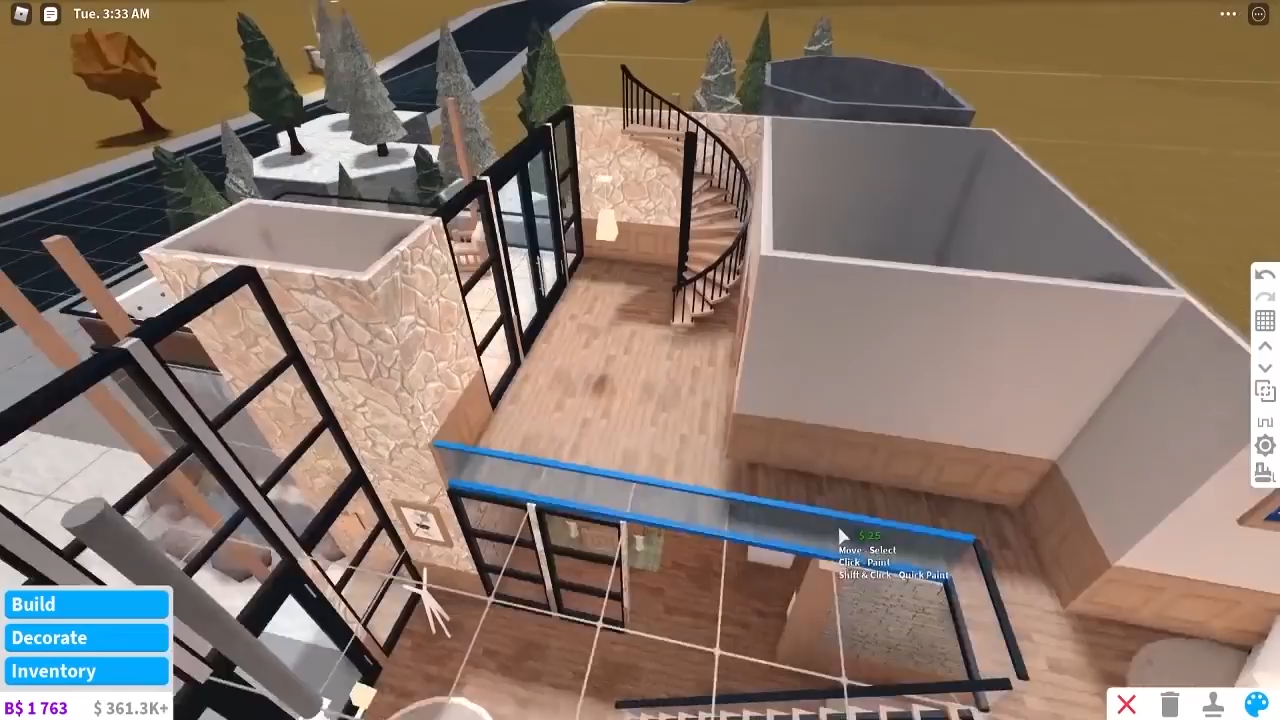 Tue. 3:33 AM
$ 25
Move - Select
Click - Paint
Shift & Click - Quick Paint
Build
Decorate
Inventory
B$ 1 763 $ 361.3K+